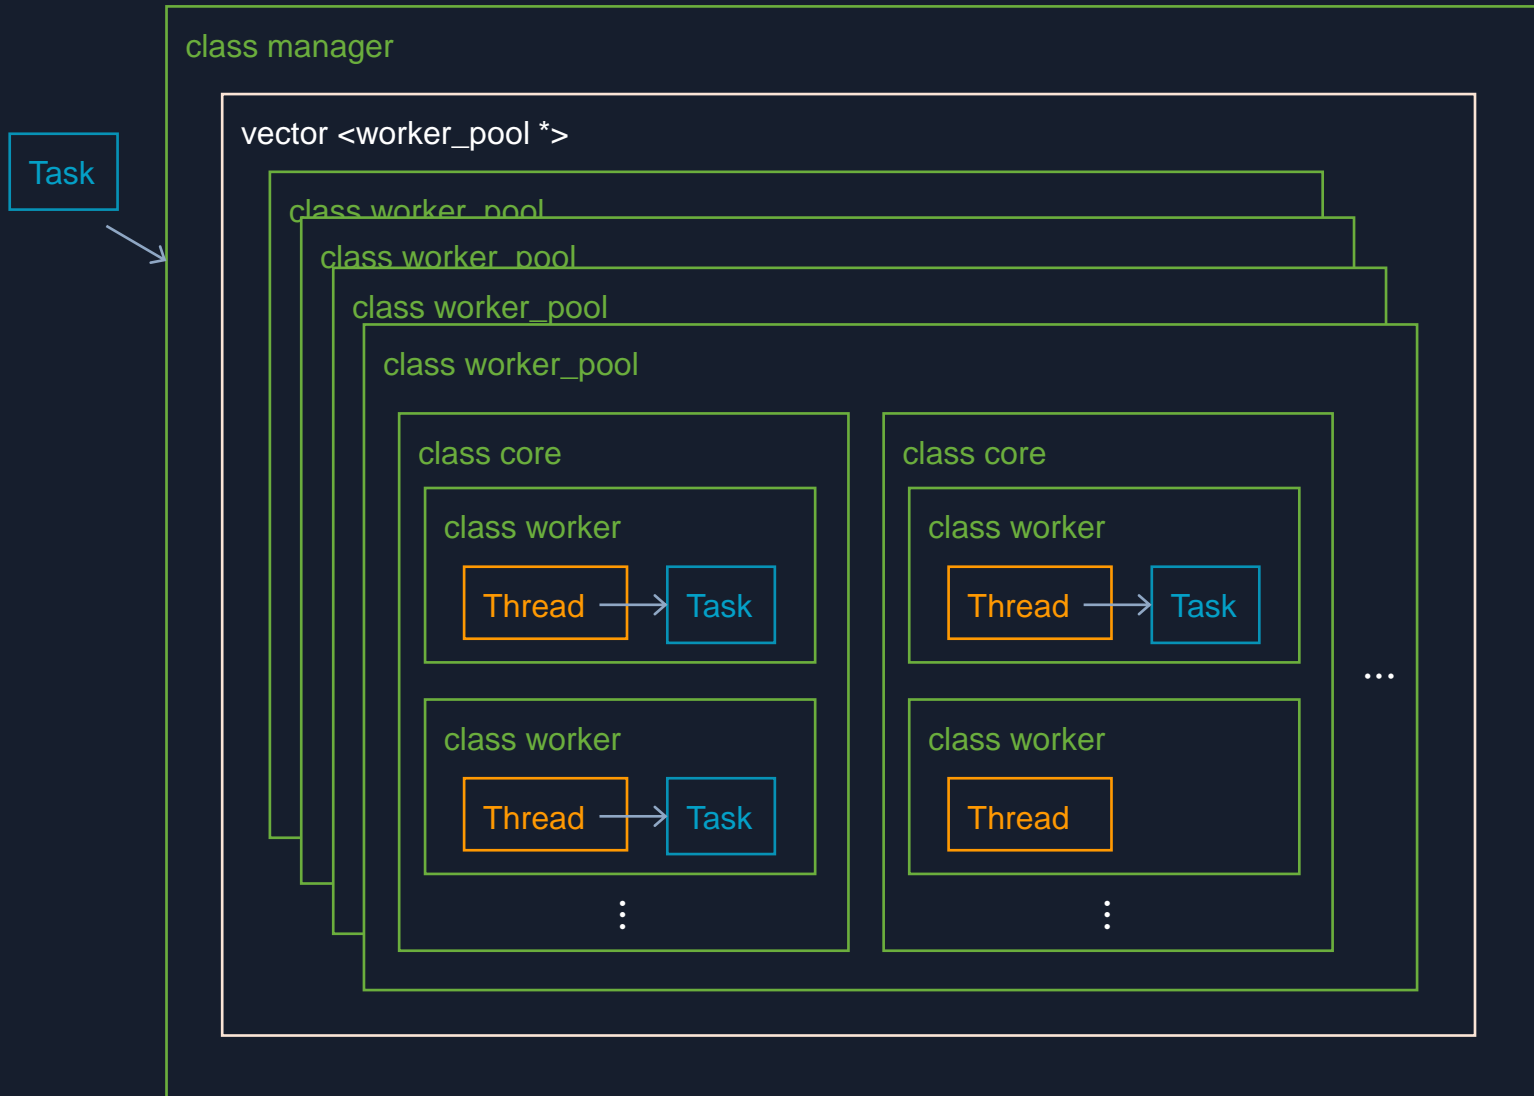 class manager
Task
vector <worker_pool *>
class worker_pool
class worker_pool
class worker_pool
class worker_pool
class core
class core
class worker
class worker
Thread
Task
Thread
Task
...
class worker
class worker
Thread
Task
Thread
⋮
⋮